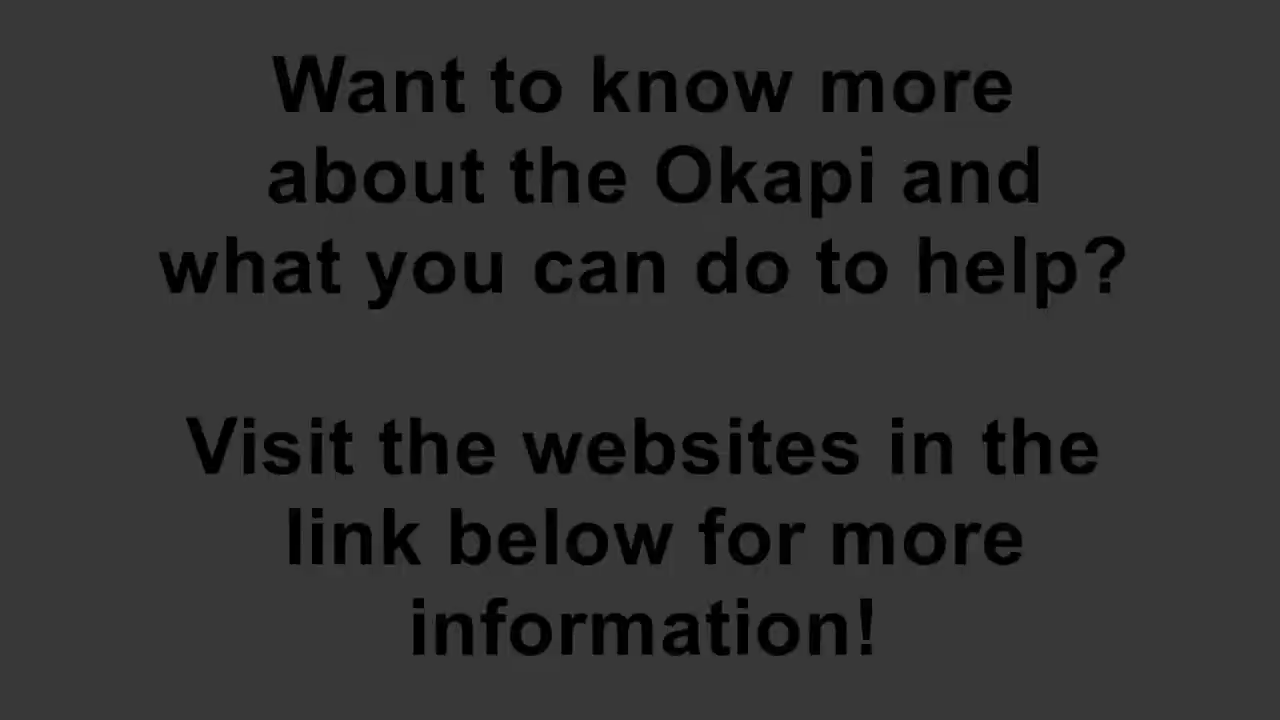 Want to know more
about the Okapi and
what you can do to help?
Visit the websites in the
link below for more
information!